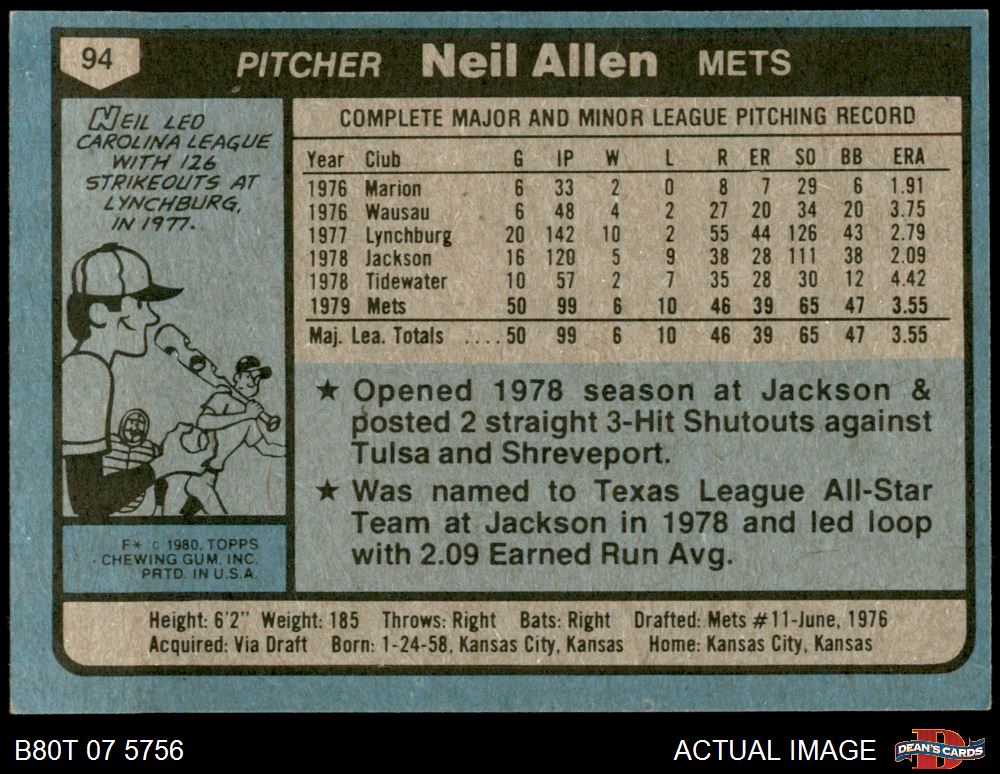 94 PITCHER Neil Allen METS
NEIL LED
CAROLINA LEAGUE
WITH 126
STRIKEOUTS AT
LYNCHBURG,
IN 1977.
F* © 1980, TOPPS
CHEWING GUM, INC.
PRTD. IN U.S.A.
COMPLETE MAJOR AND MINOR LEAGUE PITCHING RECORD
Year Club G IP W L R ER SO BB ERA
1976 Marion 6 33 2 0 8 7 29 6 1.91
1976 Wausau 6 48 4 2 27 20 34 20 3.75
1977 Lynchburg 20 142 10 2 55 44 126 43 2.79
1978 Jackson 16 120 5 9 38 28 111 38 2.09
1978 Tidewater 10 57 2 7 35 28 30 12 4.42
1979 Mets 50 99 6 10 46 39 65 47 3.55
Maj. Lea. Totals ....50 99 6 10 46 39 65 47 3.55
★ Opened 1978 season at Jackson &
posted 2 straight 3-Hit Shutouts against
Tulsa and Shreveport.
★ Was named to Texas League All-Star
Team at Jackson in 1978 and led loop
with 2.09 Earned Run Avg.
Height: 6'2" Weight: 185 Throws: Right Bats: Right Drafted: Mets #11-June, 1976
Acquired: Via Draft Born: 1-24-58, Kansas City, Kansas Home: Kansas City, Kansas
B80T 07 5756 ACTUAL IMAGE D DEAN'S CARDS